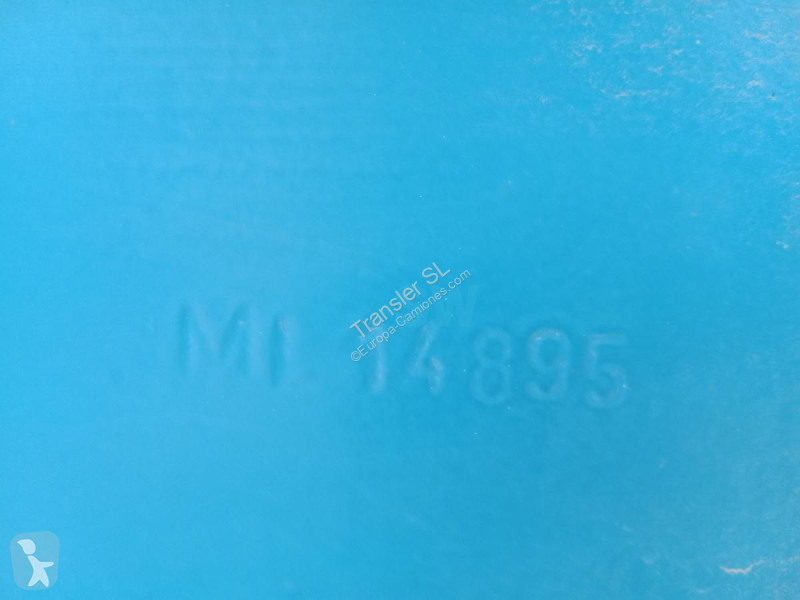 Transler SL
©Europa-Camiones.com
ML 14895